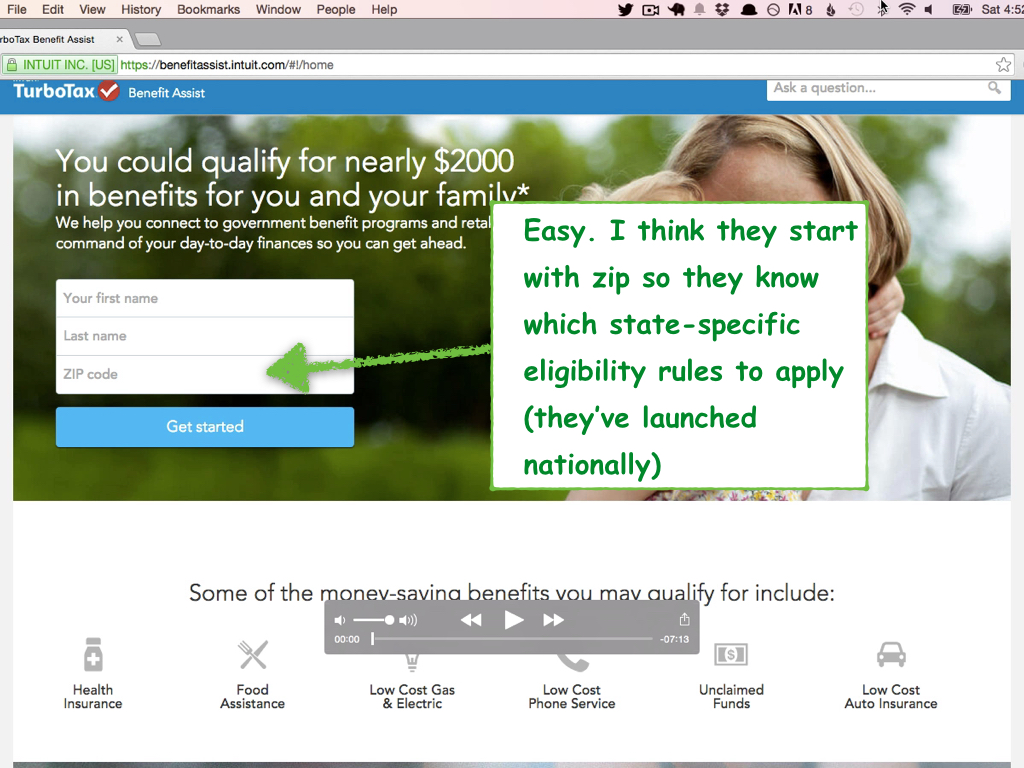 File Edit View History Bookmarks Window People Help
8 Sat 4:52
rboTax Benefit Assist ×
INTUIT INC. [US] https://benefitassist.intuit.com/#!/home
TurboTax Benefit Assist
Ask a question...
You could qualify for nearly $2000
in benefits for you and your family*
We help you connect to government benefit programs and retai
command of your day-to-day finances so you can get ahead.
Your first name
Last name
ZIP code
Get started
Easy. I think they start
with zip so they know
which state-specific
eligibility rules to apply
(they’ve launched
nationally)
Some of the money-saving benefits you may qualify for include:
00:00 -07:13
Health
Insurance
Food
Assistance
Low Cost Gas
& Electric
Low Cost
Phone Service
Unclaimed
Funds
Low Cost
Auto Insurance